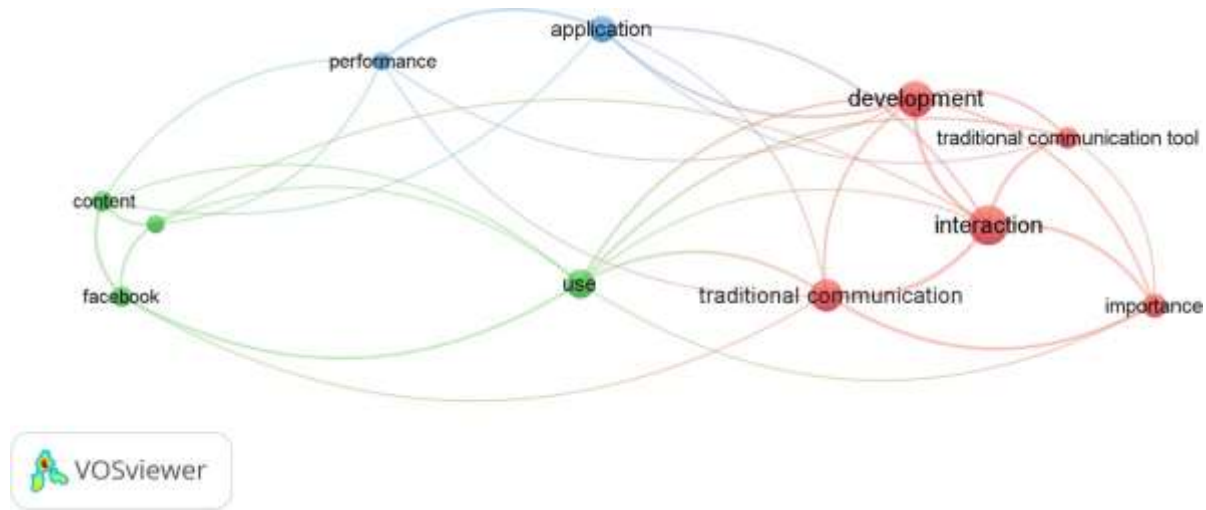 application
performance
development
traditional communication tool
content
interaction
use
facebook
traditional communication
importance
VOSviewer